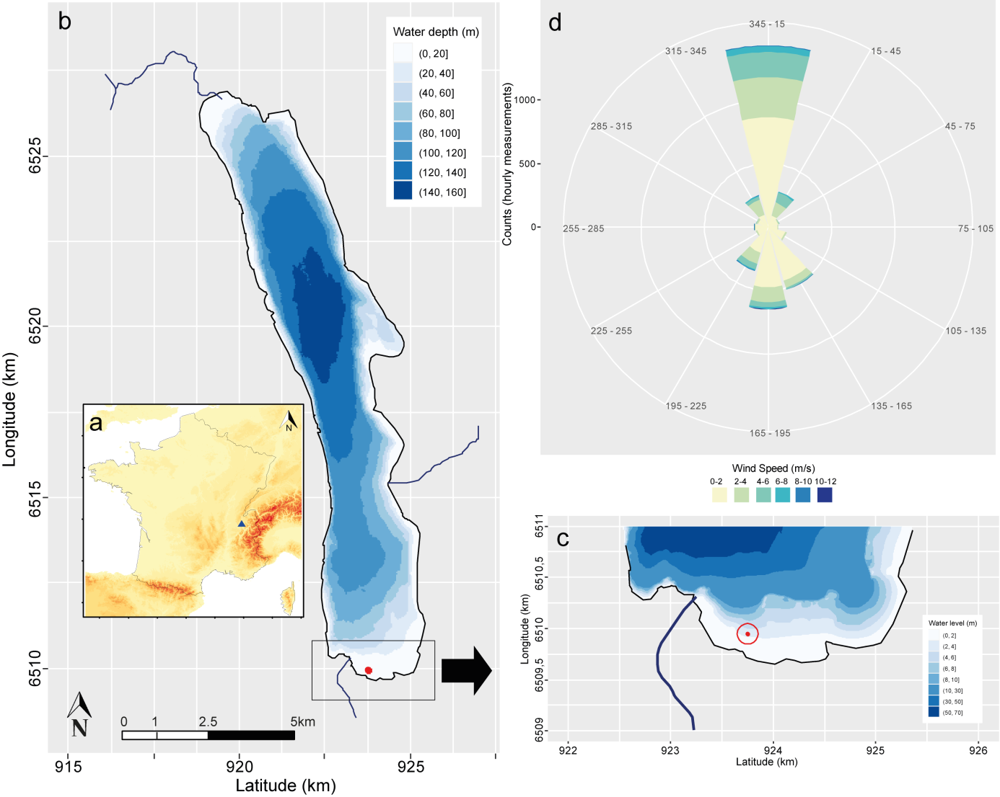 b
Water depth (m)
(0, 20]
(20, 40]
(40, 60]
(60, 80]
(80, 100]
(100, 120]
(120, 140]
(140, 160]
6525
6520
6515
6510
Longitude (km)
a
N
N
0 1 2.5 5km
915 920 925
Latitude (km)
d
345 - 15
315 - 345
15 - 45
285 - 315
45 - 75
255 - 285
75 - 105
225 - 255
105 - 135
195 - 225
135 - 165
165 - 195
1000
500
0
Counts (hourly measurements)
Wind Speed (m/s)
0-2 2-4 4-6 6-8 8-10 10-12
c
6511
6510.5
6510
6509.5
6509
Longitude (km)
Water level (m)
(0, 2]
(2, 4]
(4, 6]
(6, 8]
(8, 10]
(10, 30]
(30, 50]
(50, 70]
922 923 924 925 926
Latitude (km)